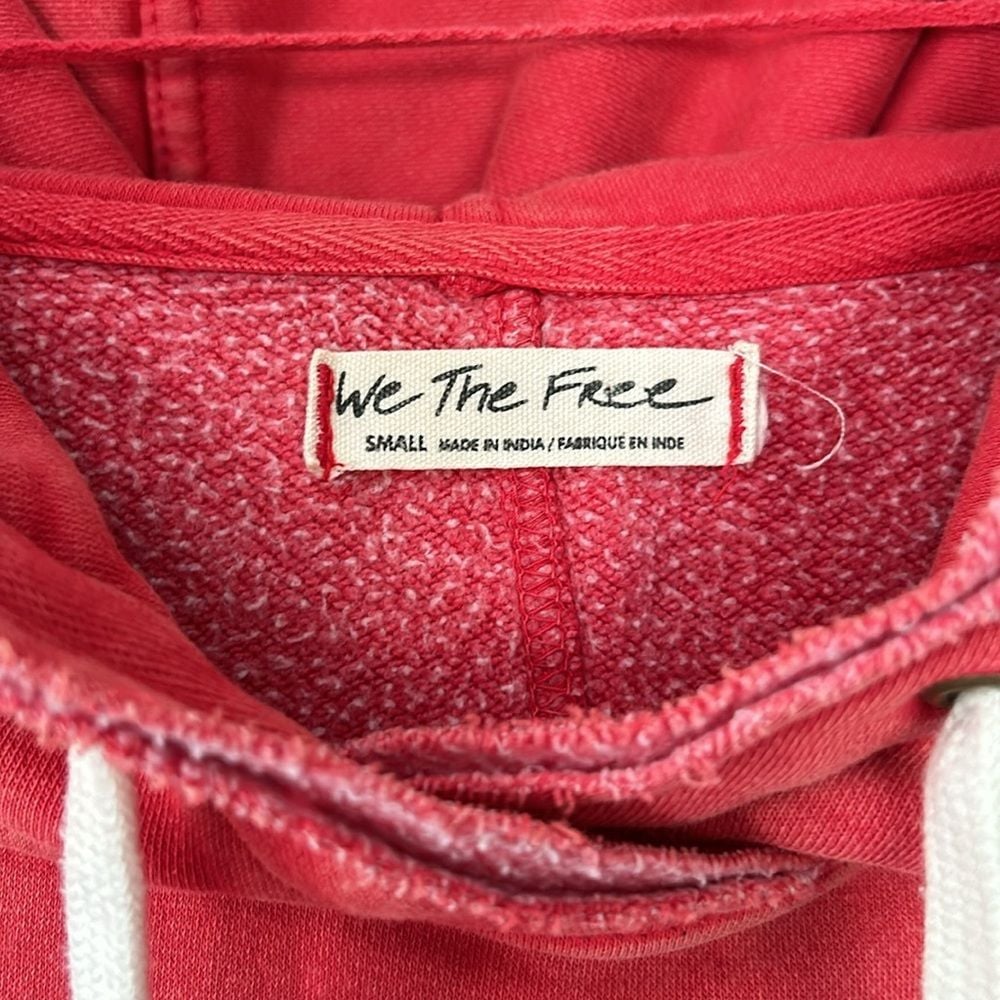 We The Free
SMALL MADE IN INDIA / FABRIQUE EN INDE